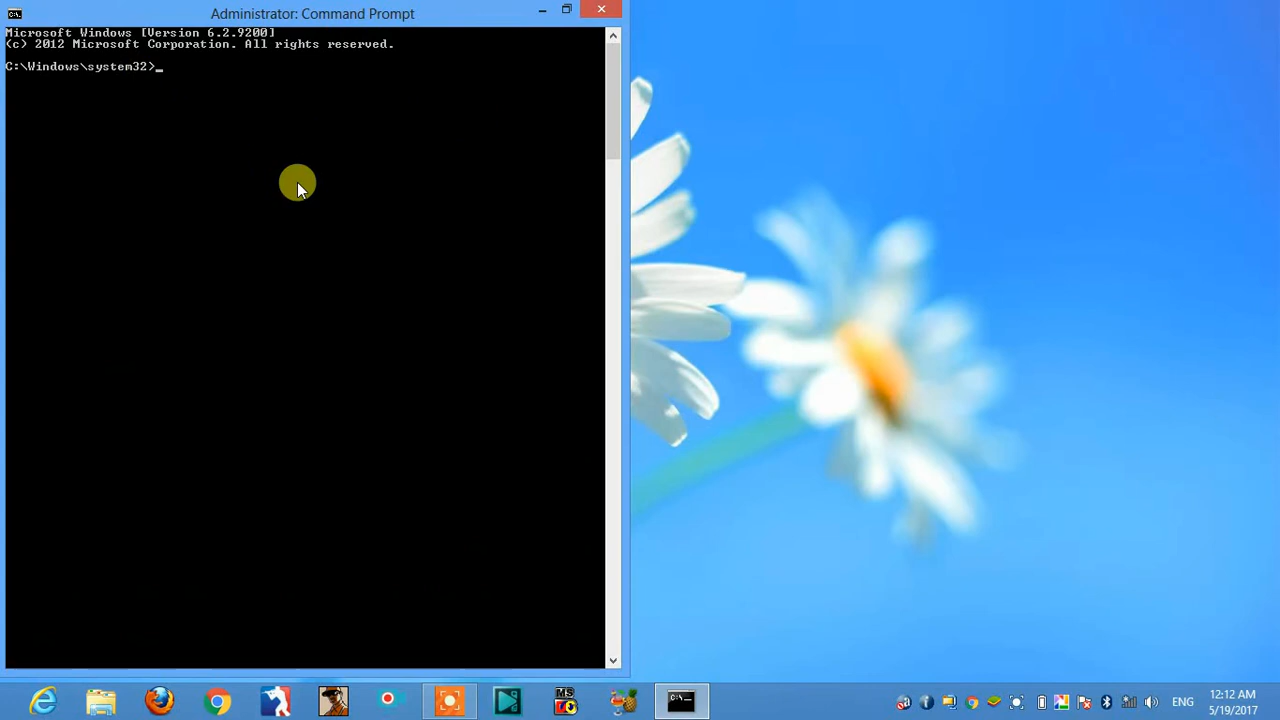 Administrator: Command Prompt
Microsoft Windows [Version 6.2.9200]
(c) 2012 Microsoft Corporation. All rights reserved.
C:\Windows\system32>_
MS
C:\_
ENG
12:12 AM
5/19/2017